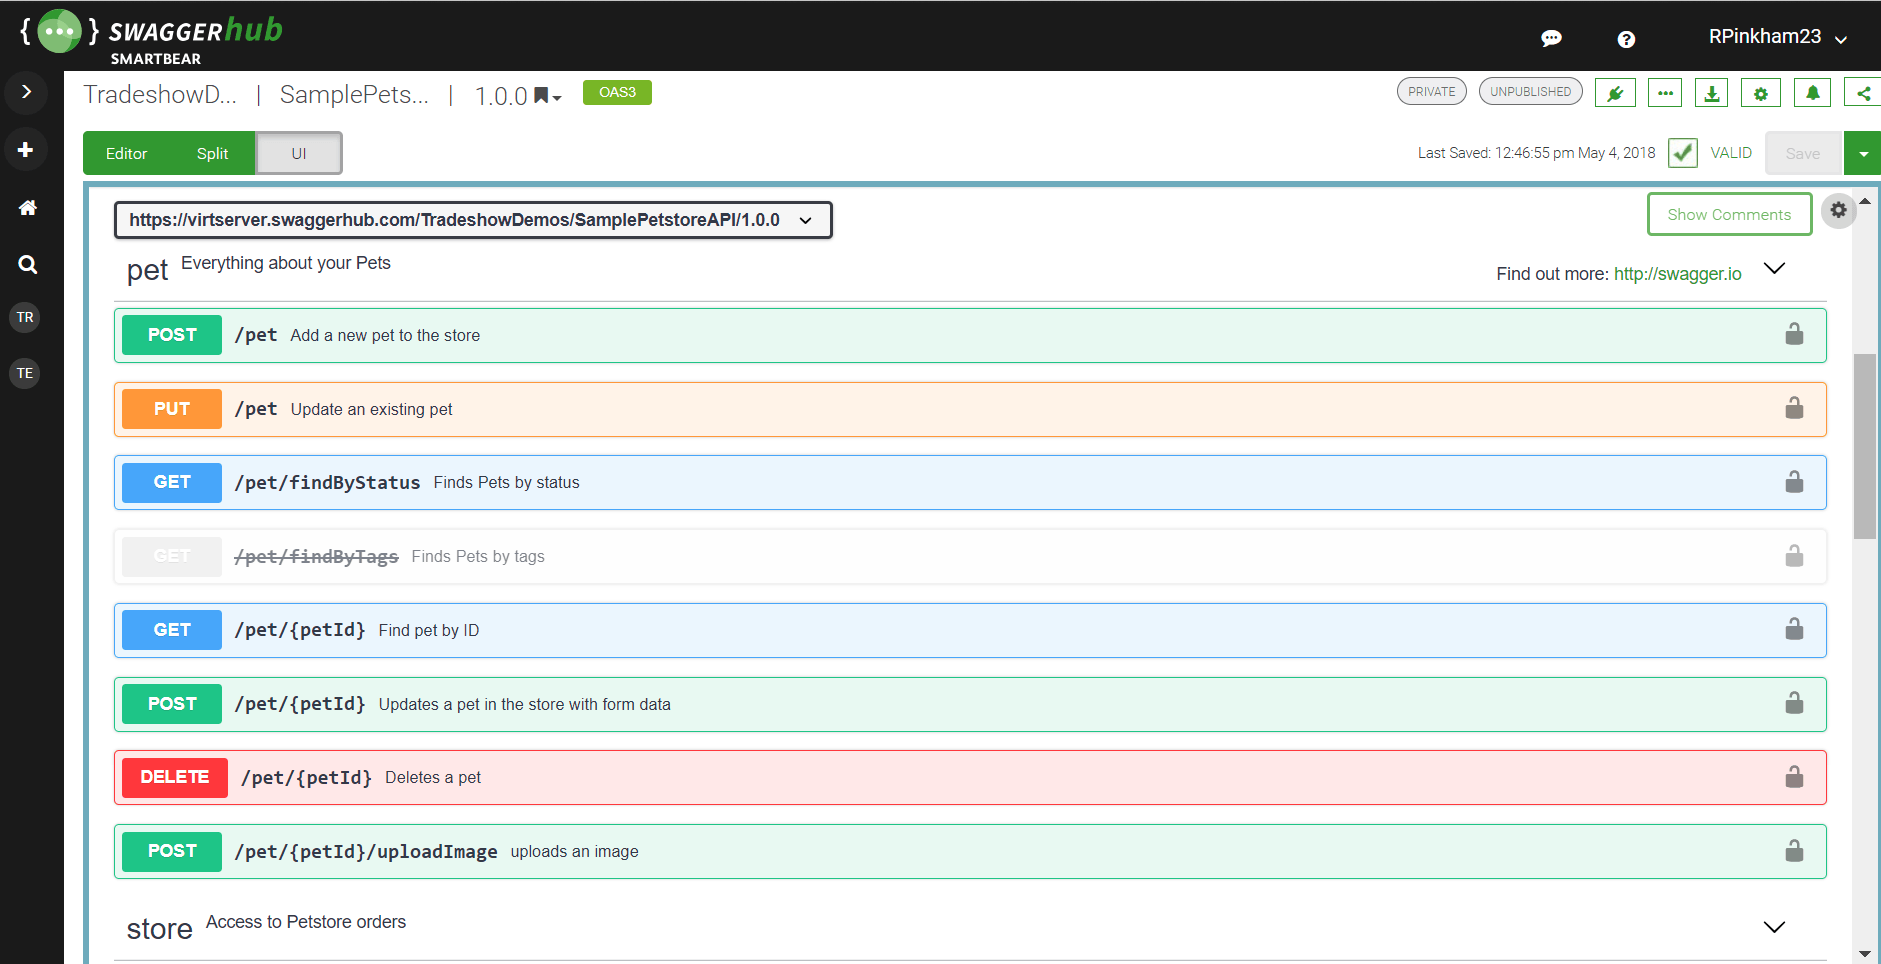 {...} SWAGGERhub
SMARTBEAR
RPinkham23
TradeshowD... | SamplePets... | 1.0.0 OAS3
PRIVATE UNPUBLISHED
Editor Split UI
Last Saved: 12:46:55 pm May 4, 2018 VALID Save
https://virtserver.swaggerhub.com/TradeshowDemos/SamplePetstoreAPI/1.0.0
Show Comments
TR
TE
pet Everything about your Pets
Find out more: http://swagger.io
POST /pet Add a new pet to the store
PUT /pet Update an existing pet
GET /pet/findByStatus Finds Pets by status
GET /pet/findByTags Finds Pets by tags
GET /pet/{petId} Find pet by ID
POST /pet/{petId} Updates a pet in the store with form data
DELETE /pet/{petId} Deletes a pet
POST /pet/{petId}/uploadImage uploads an image
store Access to Petstore orders